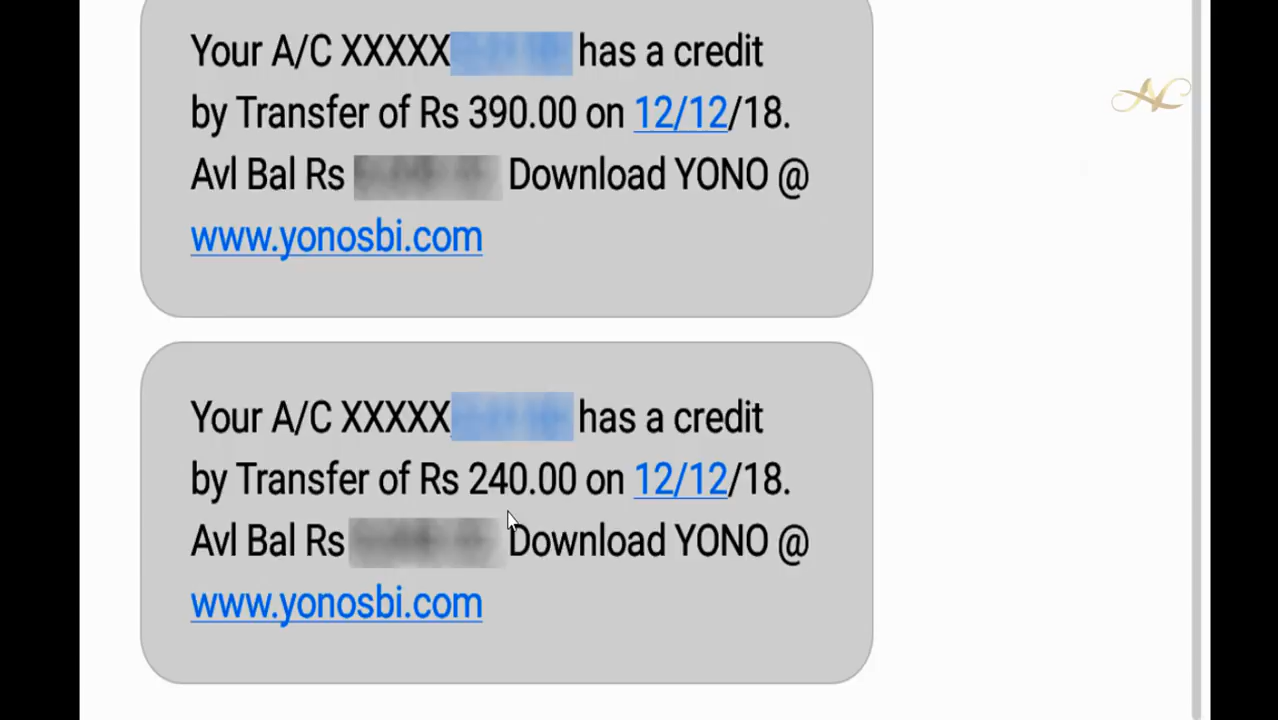 Your A/C XXXXX has a credit
by Transfer of Rs 390.00 on 12/12/18.
Avl Bal Rs Download YONO @
www.yonosbi.com
Your A/C XXXXX has a credit
by Transfer of Rs 240.00 on 12/12/18.
Avl Bal Rs Download YONO @
www.yonosbi.com